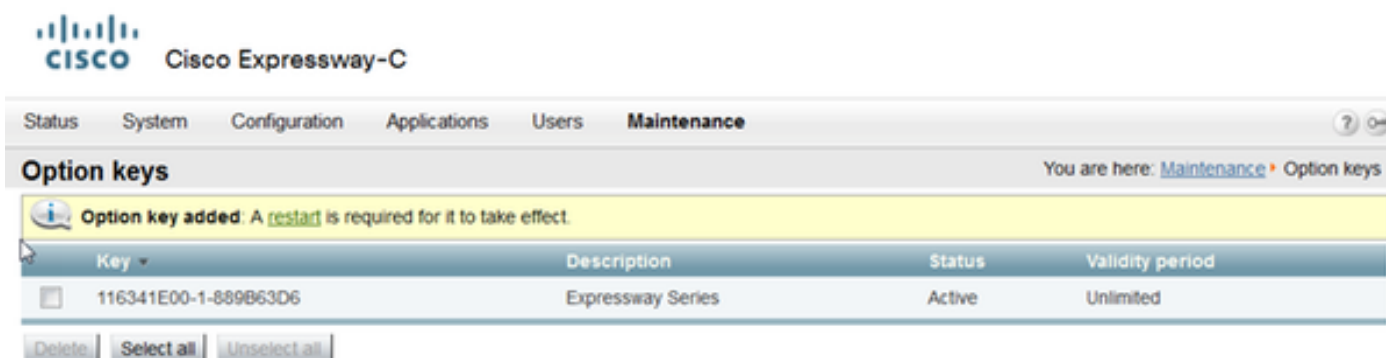 CISCO Cisco Expressway-C
Status System Configuration Applications Users Maintenance ?
Option keys You are here: Maintenance Option keys
i Option key added: A restart is required for it to take effect.
Key Description Status Validity period
116341E00-1-889B63D6 Expressway Series Active Unlimited
Delete Select all Unselect all